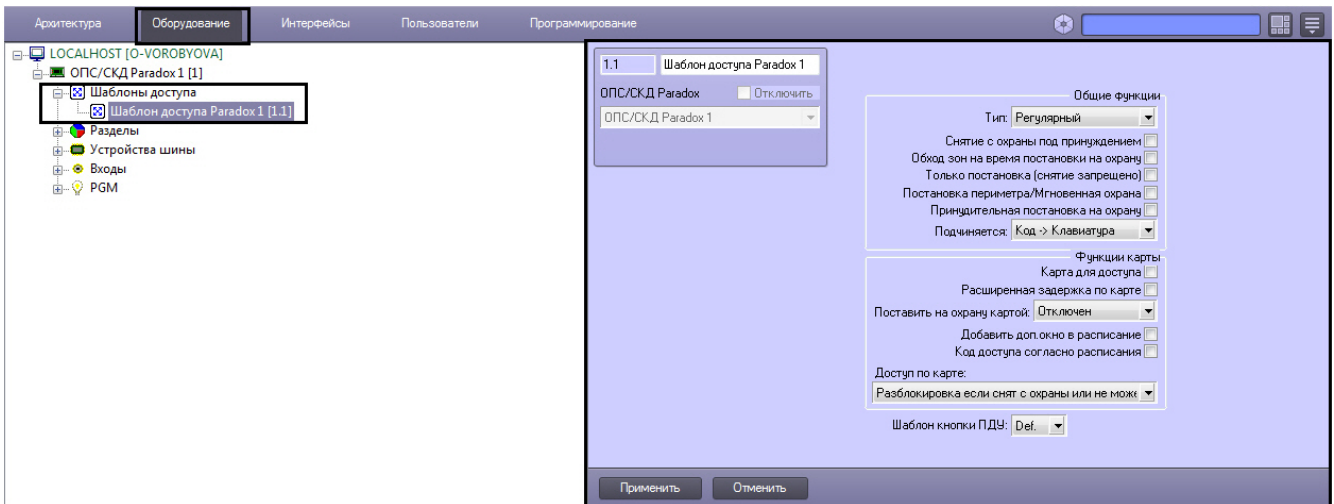 Архитектура Оборудование Интерфейсы Пользователи Программирование
LOCALHOST [O-VOROBYOVA]
ОПС/СКД Paradox 1 [1]
Шаблоны доступа
Шаблон доступа Paradox 1 [1.1]
Разделы
Устройства шины
Входы
PGM
1.1 Шаблон доступа Paradox 1
ОПС/СКД Paradox Отключить
ОПС/СКД Paradox 1
Общие функции
Тип: Регулярный
Снятие с охраны под принуждением
Обход зон на время постановки на охрану
Только постановка (снятие запрещено)
Постановка периметра/Мгновенная охрана
Принудительная постановка на охрану
Подчиняется: Код -> Клавиатура
Функции карты
Карта для доступа
Расширенная задержка по карте
Поставить на охрану картой: Отключен
Добавить доп.окно в расписание
Код доступа согласно расписания
Доступ по карте:
Разблокировка если снят с охраны или не може
Шаблон кнопки ПДУ: Def.
Применить Отменить